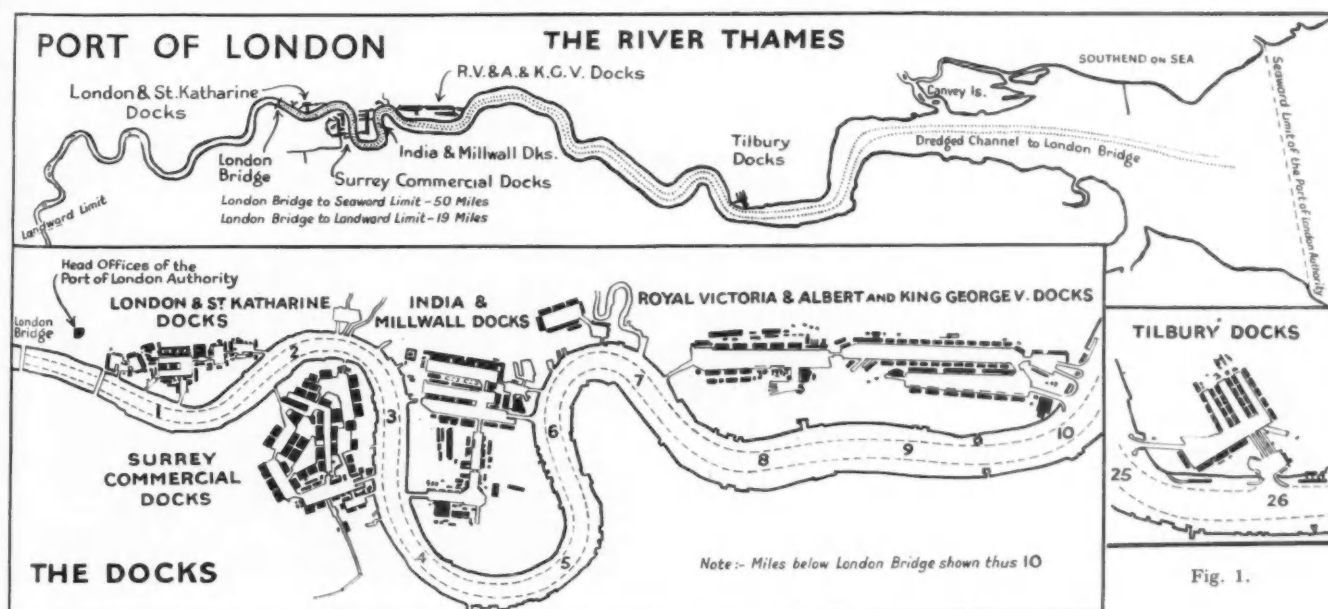 PORT OF LONDON
THE RIVER THAMES
London & St. Katharine
Docks
R.V. & A. & K.G.V. Docks
SOUTHEND ON SEA
Canvey Is.
Seaward Limit of the Port of London Authority
London
Bridge
India & Millwall Dks.
Surrey Commercial Docks
Tilbury
Docks
Dredged Channel to London Bridge
Landward Limit
London Bridge to Seaward Limit – 50 Miles
London Bridge to Landward Limit – 19 Miles
Head Offices of the
Port of London Authority
London
Bridge
LONDON & ST KATHARINE
DOCKS
INDIA &
MILLWALL DOCKS
ROYAL VICTORIA & ALBERT AND KING GEORGE V. DOCKS
1
2
3
4
5
6
7
8
9
10
SURREY
COMMERCIAL
DOCKS
THE DOCKS
Note:- Miles below London Bridge shown thus 10
TILBURY DOCKS
25
26
Fig. 1.